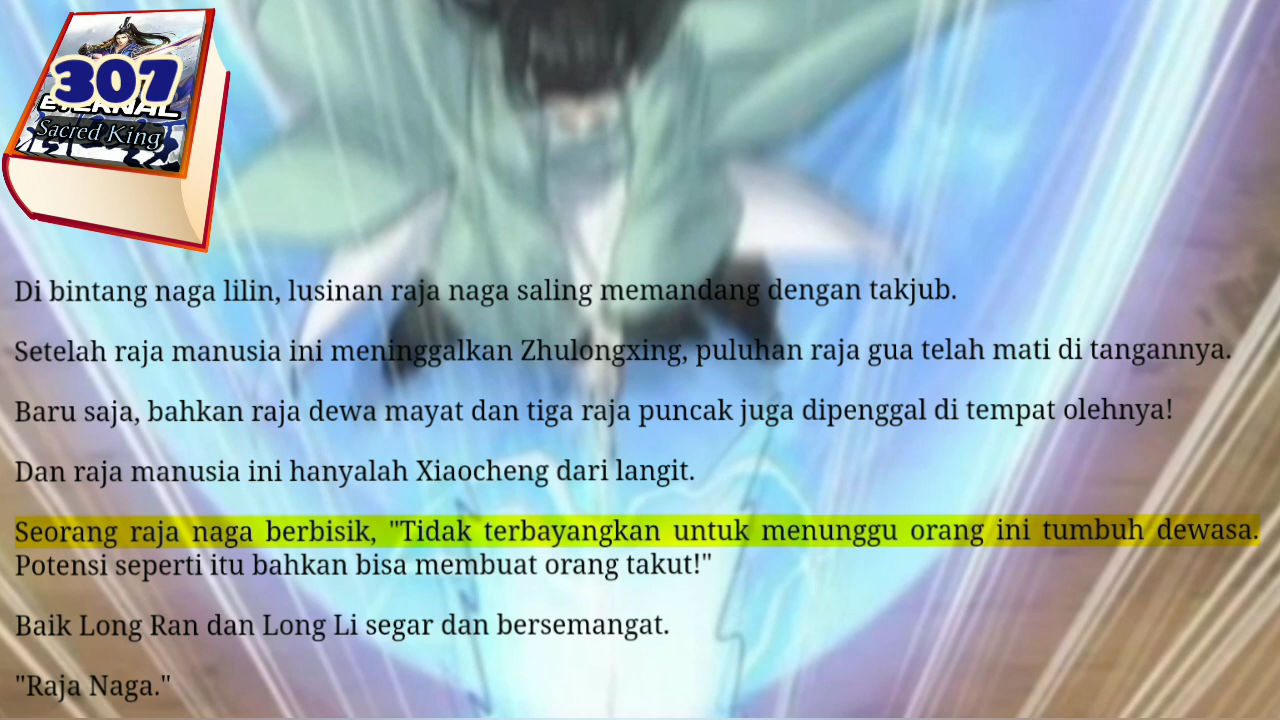 307
ETERNAL
Sacred King
Di bintang naga lilin, lusinan raja naga saling memandang dengan takjub.
Setelah raja manusia ini meninggalkan Zhulongxing, puluhan raja gua telah mati di tangannya.
Baru saja, bahkan raja dewa mayat dan tiga raja puncak juga dipenggal di tempat olehnya!
Dan raja manusia ini hanyalah Xiaocheng dari langit.
Seorang raja naga berbisik, "Tidak terbayangkan untuk menunggu orang ini tumbuh dewasa.
Potensi seperti itu bahkan bisa membuat orang takut!"
Baik Long Ran dan Long Li segar dan bersemangat.
"Raja Naga."